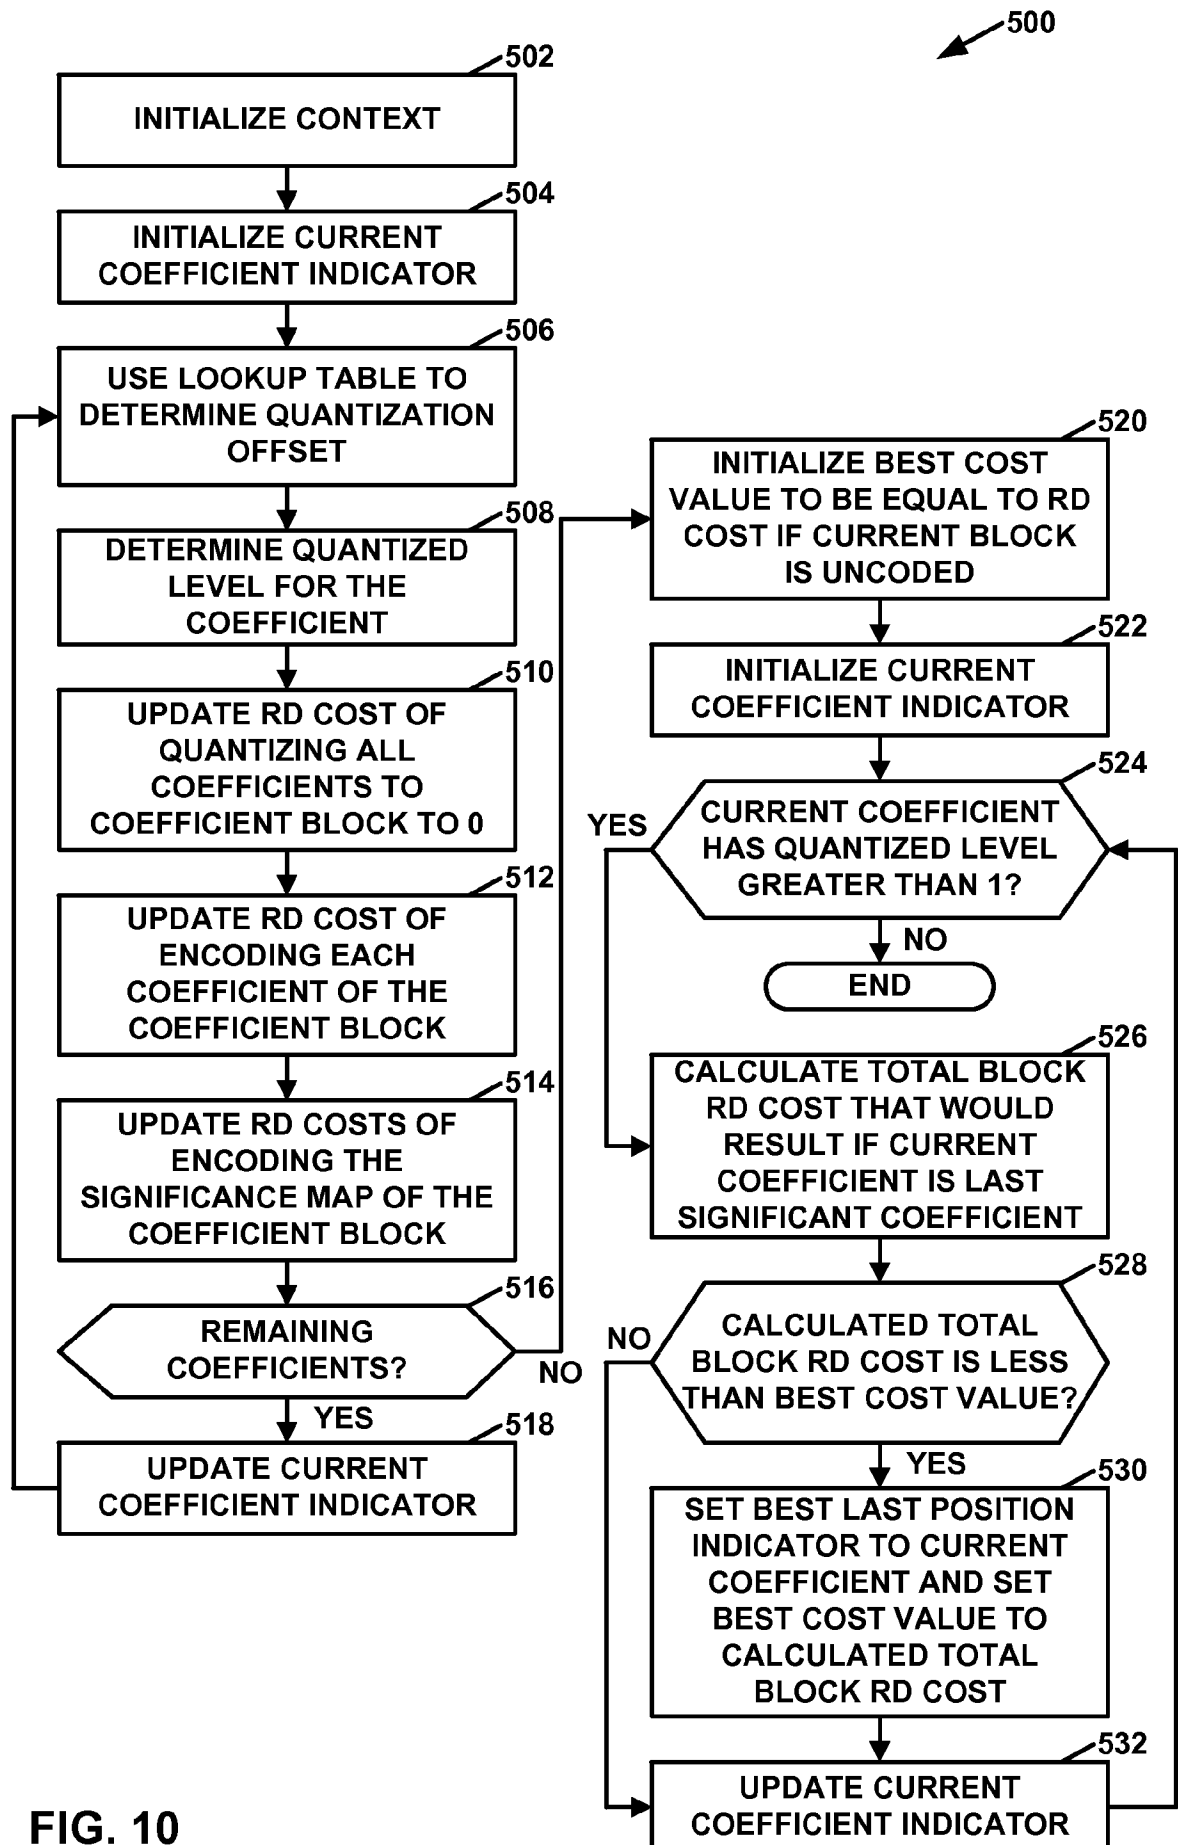 500
502
INITIALIZE CONTEXT
504
INITIALIZE CURRENT
COEFFICIENT INDICATOR
506
USE LOOKUP TABLE TO
DETERMINE QUANTIZATION
OFFSET
508
DETERMINE QUANTIZED
LEVEL FOR THE
COEFFICIENT
510
UPDATE RD COST OF
QUANTIZING ALL
COEFFICIENTS TO
COEFFICIENT BLOCK TO 0
512
UPDATE RD COST OF
ENCODING EACH
COEFFICIENT OF THE
COEFFICIENT BLOCK
514
UPDATE RD COSTS OF
ENCODING THE
SIGNIFICANCE MAP OF THE
COEFFICIENT BLOCK
516
REMAINING
COEFFICIENTS?
NO
YES
518
UPDATE CURRENT
COEFFICIENT INDICATOR
520
INITIALIZE BEST COST
VALUE TO BE EQUAL TO RD
COST IF CURRENT BLOCK
IS UNCODED
522
INITIALIZE CURRENT
COEFFICIENT INDICATOR
524
YES
CURRENT COEFFICIENT
HAS QUANTIZED LEVEL
GREATER THAN 1?
NO
END
526
CALCULATE TOTAL BLOCK
RD COST THAT WOULD
RESULT IF CURRENT
COEFFICIENT IS LAST
SIGNIFICANT COEFFICIENT
528
NO
CALCULATED TOTAL
BLOCK RD COST IS LESS
THAN BEST COST VALUE?
YES
530
SET BEST LAST POSITION
INDICATOR TO CURRENT
COEFFICIENT AND SET
BEST COST VALUE TO
CALCULATED TOTAL
BLOCK RD COST
532
UPDATE CURRENT
COEFFICIENT INDICATOR
FIG. 10